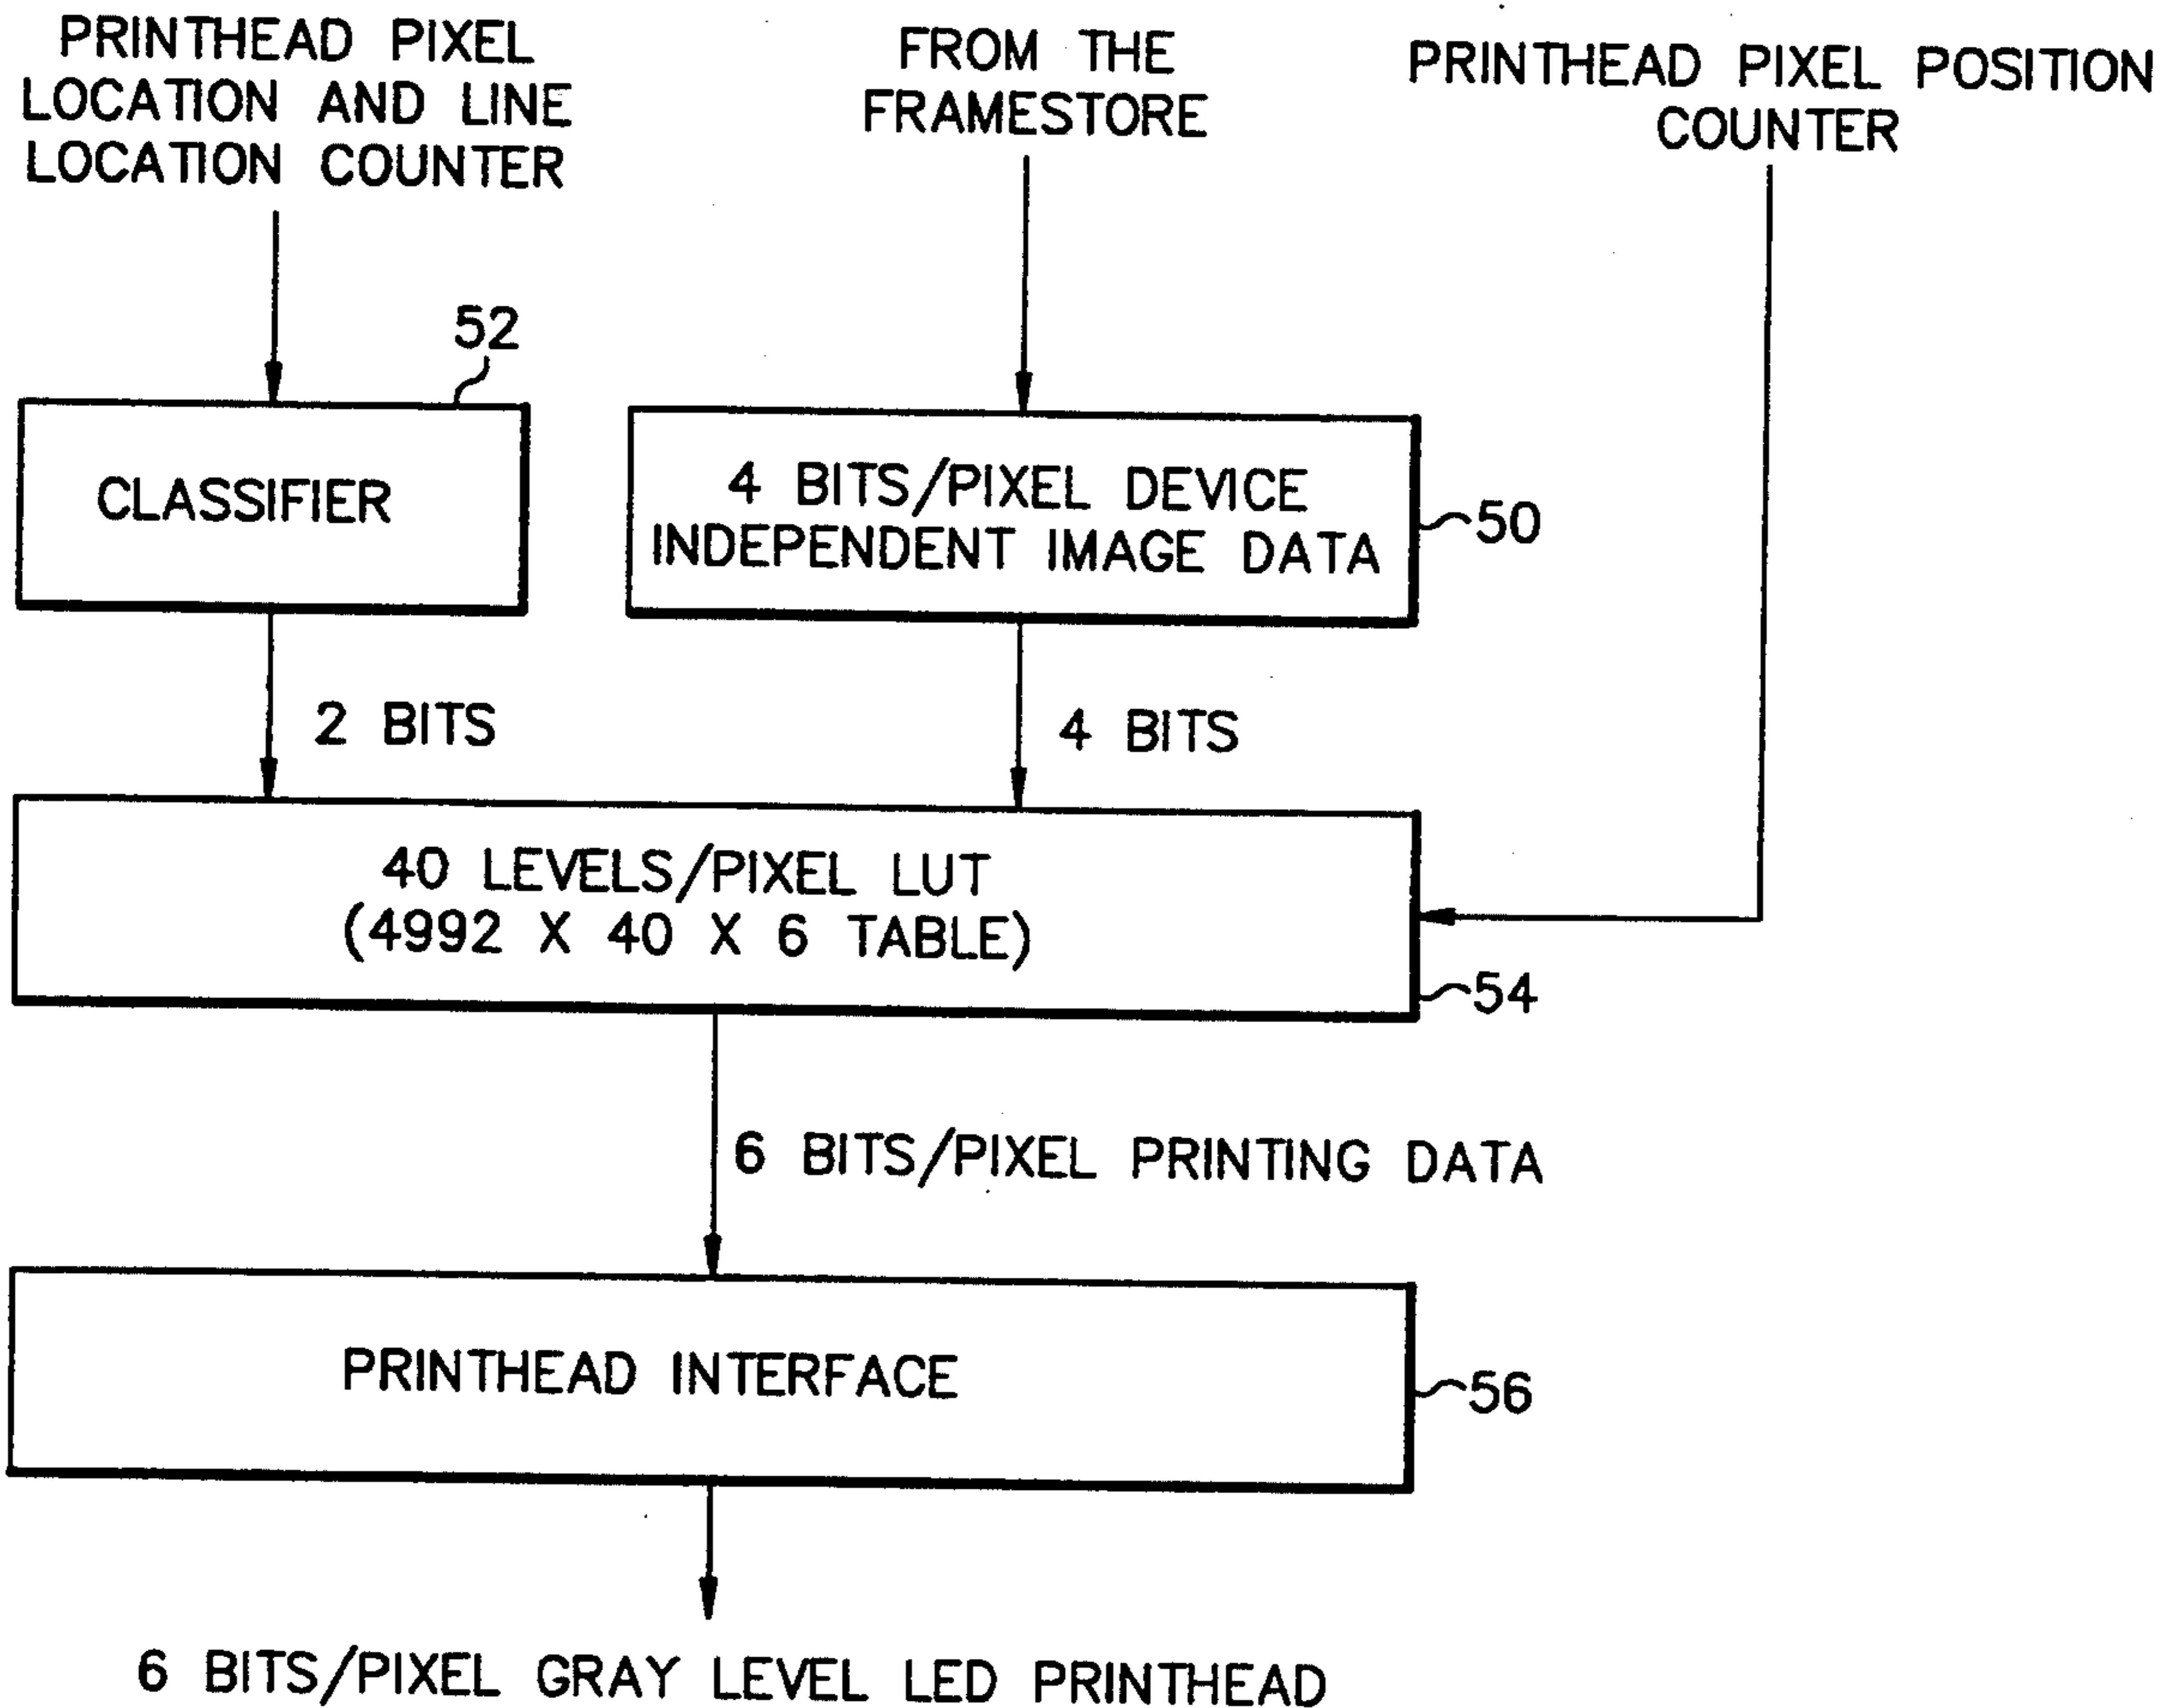 PRINTHEAD PIXEL
LOCATION AND LINE
LOCATION COUNTER
FROM THE
FRAMESTORE
PRINTHEAD PIXEL POSITION
COUNTER
52
CLASSIFIER
4 BITS/PIXEL DEVICE
INDEPENDENT IMAGE DATA
50
2 BITS
4 BITS
40 LEVELS/PIXEL LUT
(4992 X 40 X 6 TABLE)
54
6 BITS/PIXEL PRINTING DATA
PRINTHEAD INTERFACE
56
6 BITS/PIXEL GRAY LEVEL LED PRINTHEAD